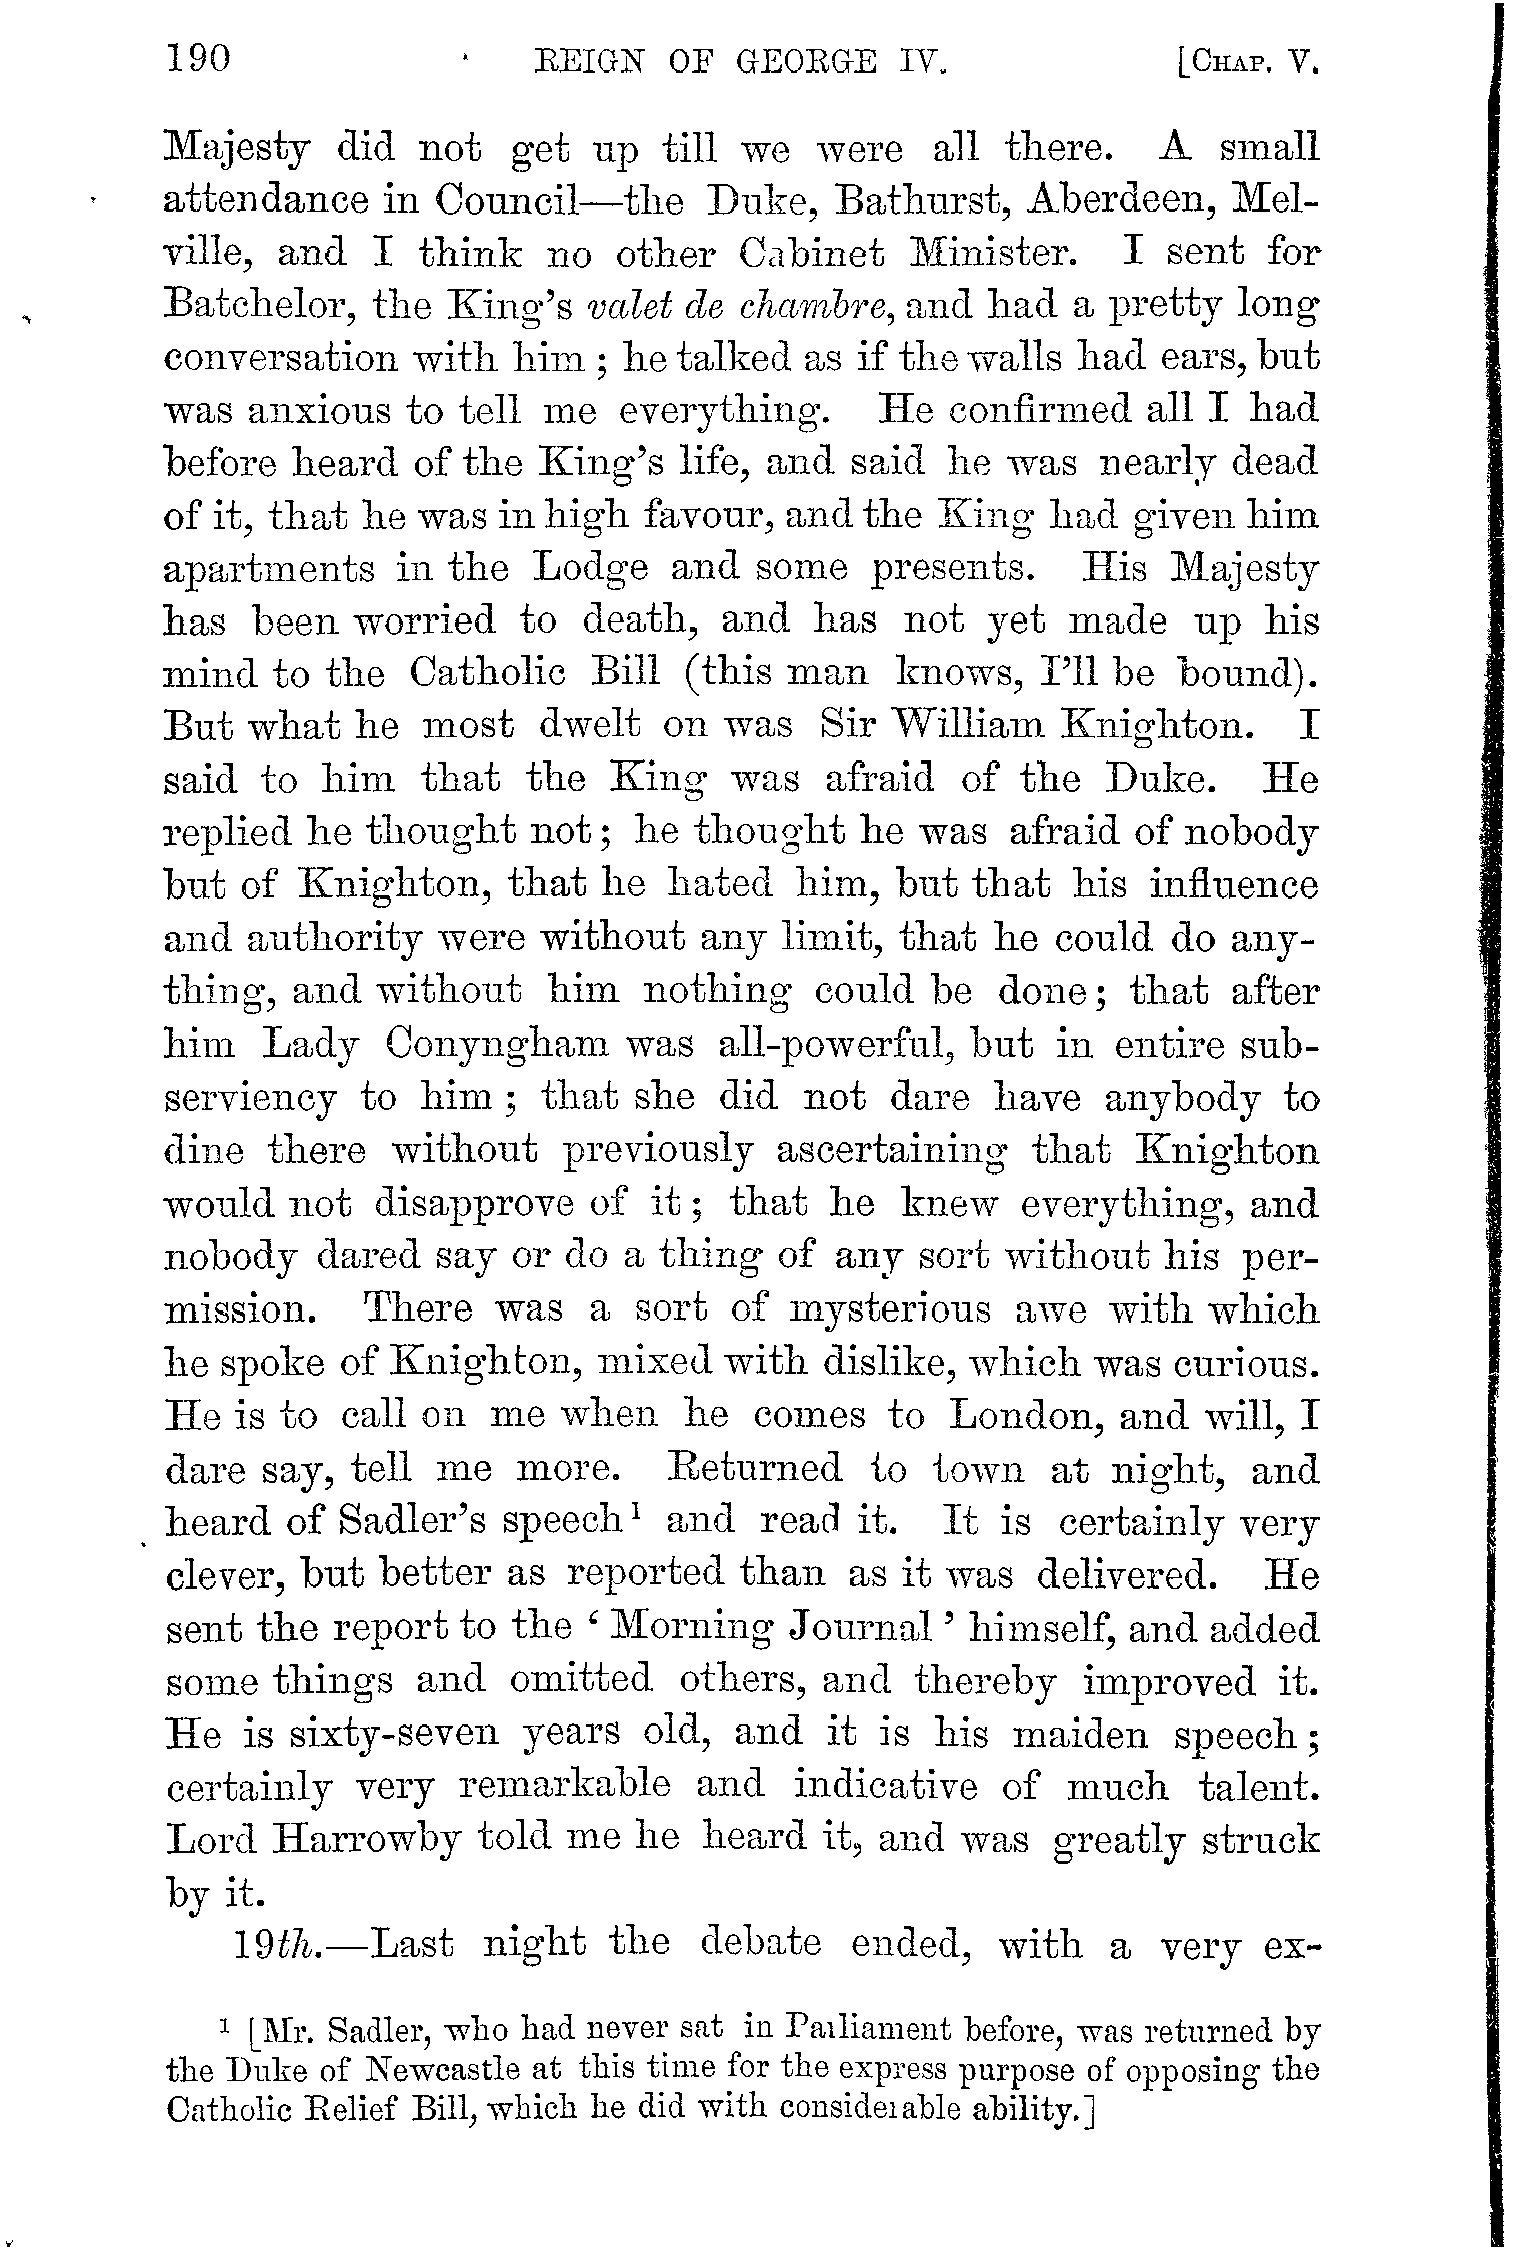 190 REIGN OF GEORGE IV. [CHAP. V.
Majesty did not get up till we were all there. A small
attendance in Council—the Duke, Bathurst, Aberdeen, Mel-
ville, and I think no other Cabinet Minister. I sent for
Batchelor, the King's valet de chambre, and had a pretty long
conversation with him ; he talked as if the walls had ears, but
was anxious to tell me everything. He confirmed all I had
before heard of the King's life, and said he was nearly dead
of it, that he was in high favour, and the King had given him
apartments in the Lodge and some presents. His Majesty
has been worried to death, and has not yet made up his
mind to the Catholic Bill (this man knows, I'll be bound).
But what he most dwelt on was Sir William Knighton. I
said to him that the King was afraid of the Duke. He
replied he thought not ; he thought he was afraid of nobody
but of Knighton, that he hated him, but that his influence
and authority were without any limit, that he could do any-
thing, and without him nothing could be done ; that after
him Lady Conyngham was all-powerful, but in entire sub-
serviency to him ; that she did not dare have anybody to
dine there without previously ascertaining that Knighton
would not disapprove of it ; that he knew everything, and
nobody dared say or do a thing of any sort without his per-
mission. There was a sort of mysterious awe with which
he spoke of Knighton, mixed with dislike, which was curious.
He is to call on me when he comes to London, and will, I
dare say, tell me more. Returned to town at night, and
heard of Sadler's speech¹ and read it. It is certainly very
clever, but better as reported than as it was delivered. He
sent the report to the ‘ Morning Journal ’ himself, and added
some things and omitted others, and thereby improved it.
He is sixty-seven years old, and it is his maiden speech ;
certainly very remarkable and indicative of much talent.
Lord Harrowby told me he heard it, and was greatly struck
by it.
19th.—Last night the debate ended, with a very ex-
¹ [Mr. Sadler, who had never sat in Parliament before, was returned by
the Duke of Newcastle at this time for the express purpose of opposing the
Catholic Relief Bill, which he did with considerable ability.]